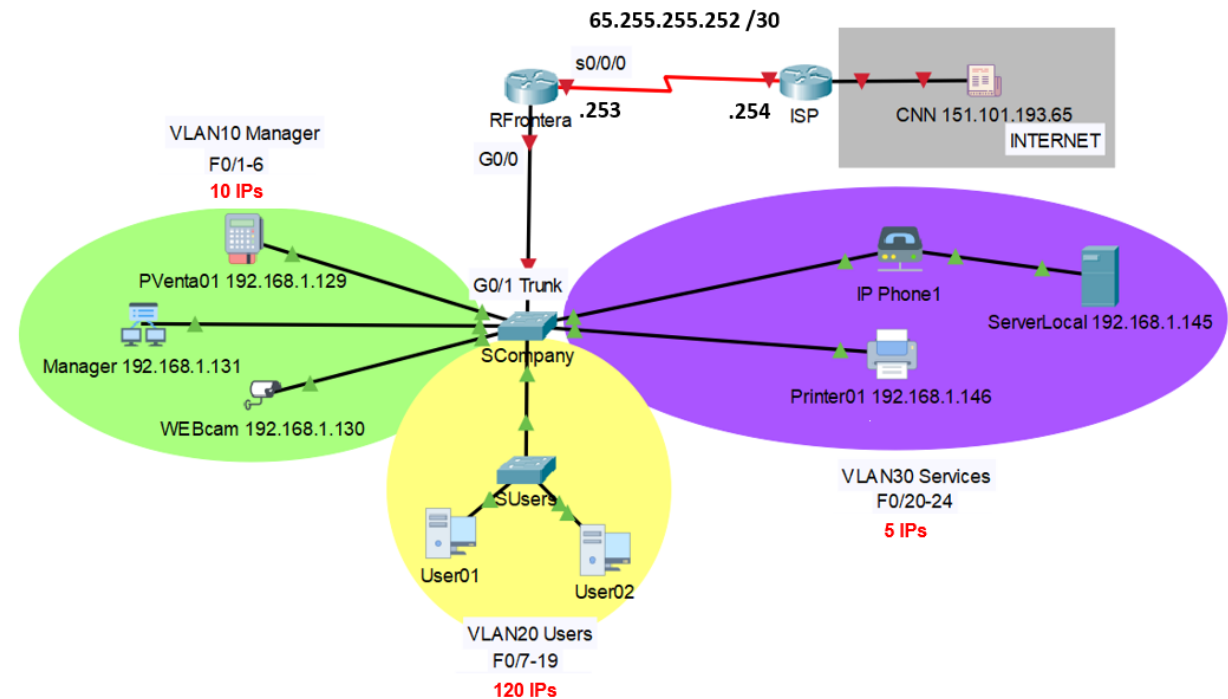 65.255.255.252 /30
s0/0/0
RFrontera
.253
.254
ISP
CNN 151.101.193.65
INTERNET
G0/0
VLAN10 Manager
F0/1-6
10 IPs
PVenta01 192.168.1.129
Manager 192.168.1.131
WEBcam 192.168.1.130
G0/1 Trunk
SCompany
IP Phone1
ServerLocal 192.168.1.145
Printer01 192.168.1.146
VLAN30 Services
F0/20-24
5 IPs
SUsers
User01
User02
VLAN20 Users
F0/7-19
120 IPs